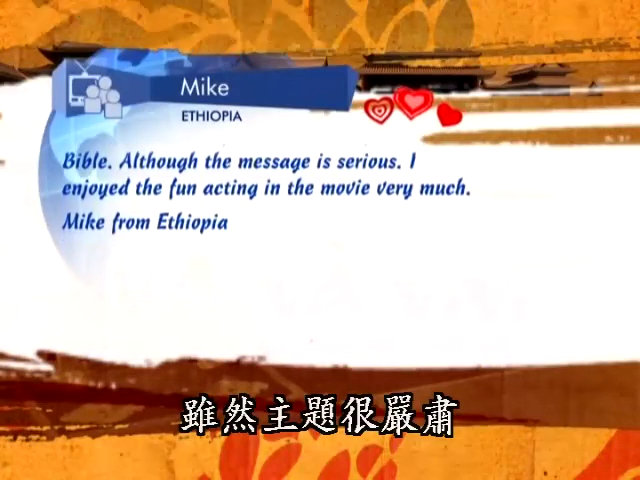 Mike
ETHIOPIA
Bible. Although the message is serious. I
enjoyed the fun acting in the movie very much.
Mike from Ethiopia
雖然主題很嚴肅